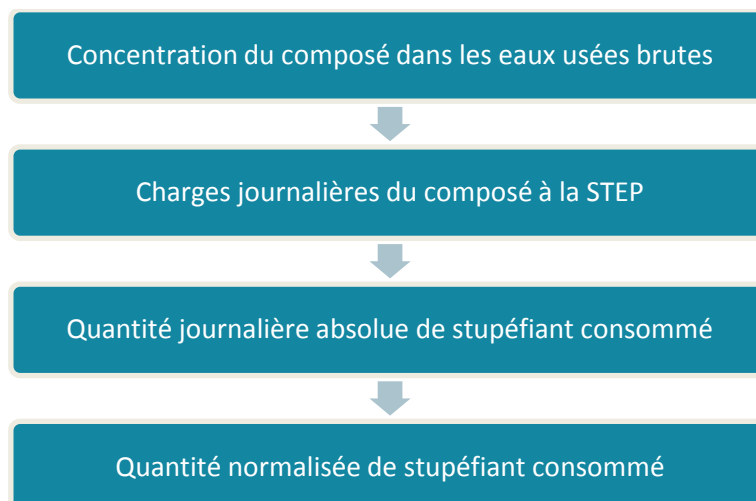 Concentration du composé dans les eaux usées brutes
Charges journalières du composé à la STEP
Quantité journalière absolue de stupéfiant consommé
Quantité normalisée de stupéfiant consommé